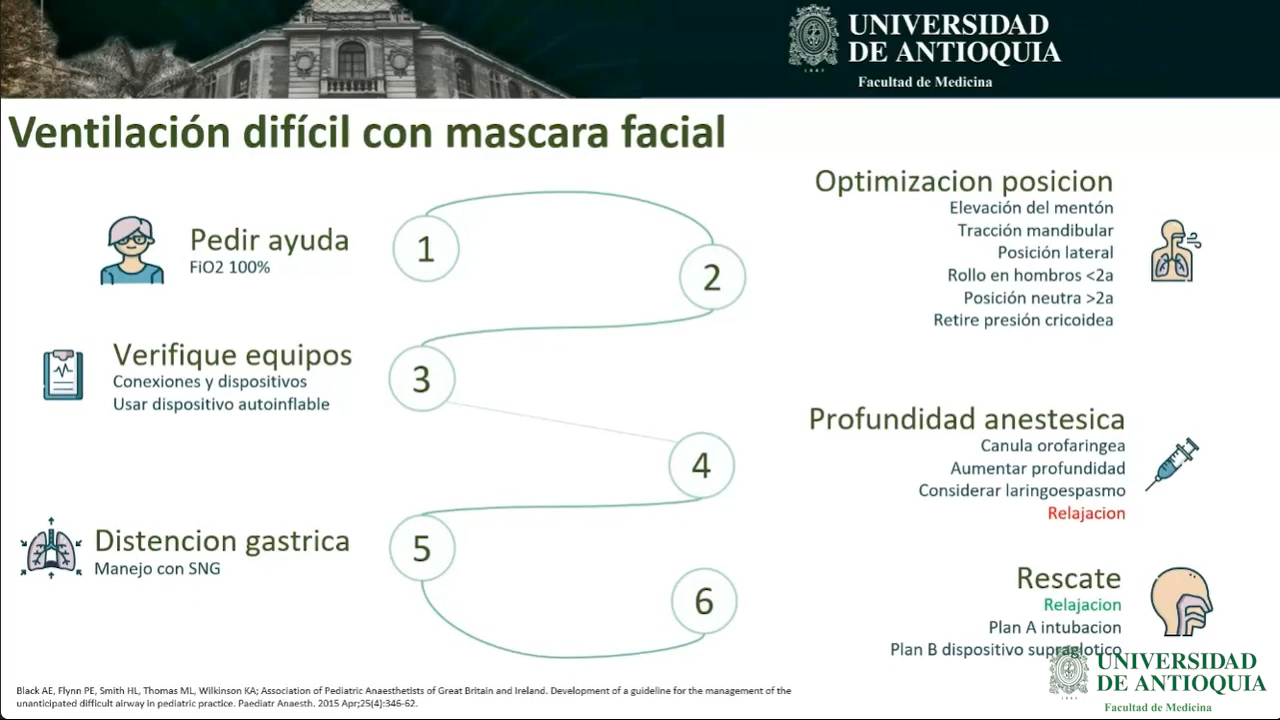 UNIVERSIDAD
DE ANTIOQUIA
1803
Facultad de Medicina
Ventilación difícil con mascara facial
1
Pedir ayuda
FiO2 100%
2
Optimizacion posicion
Elevación del mentón
Tracción mandibular
Posición lateral
Rollo en hombros <2a
Posición neutra >2a
Retire presión cricoidea
3
Verifique equipos
Conexiones y dispositivos
Usar dispositivo autoinflable
4
Profundidad anestesica
Canula orofaringea
Aumentar profundidad
Considerar laringoespasmo
Relajacion
5
Distencion gastrica
Manejo con SNG
6
Rescate
Relajacion
Plan A intubacion
Plan B dispositivo supraglotico
UNIVERSIDAD
DE ANTIOQUIA
Facultad de Medicina
Black AE, Flynn PE, Smith HL, Thomas ML, Wilkinson KA; Association of Pediatric Anaesthetists of Great Britain and Ireland. Development of a guideline for the management of the
unanticipated difficult airway in pediatric practice. Paediatr Anaesth. 2015 Apr;25(4):346-62.